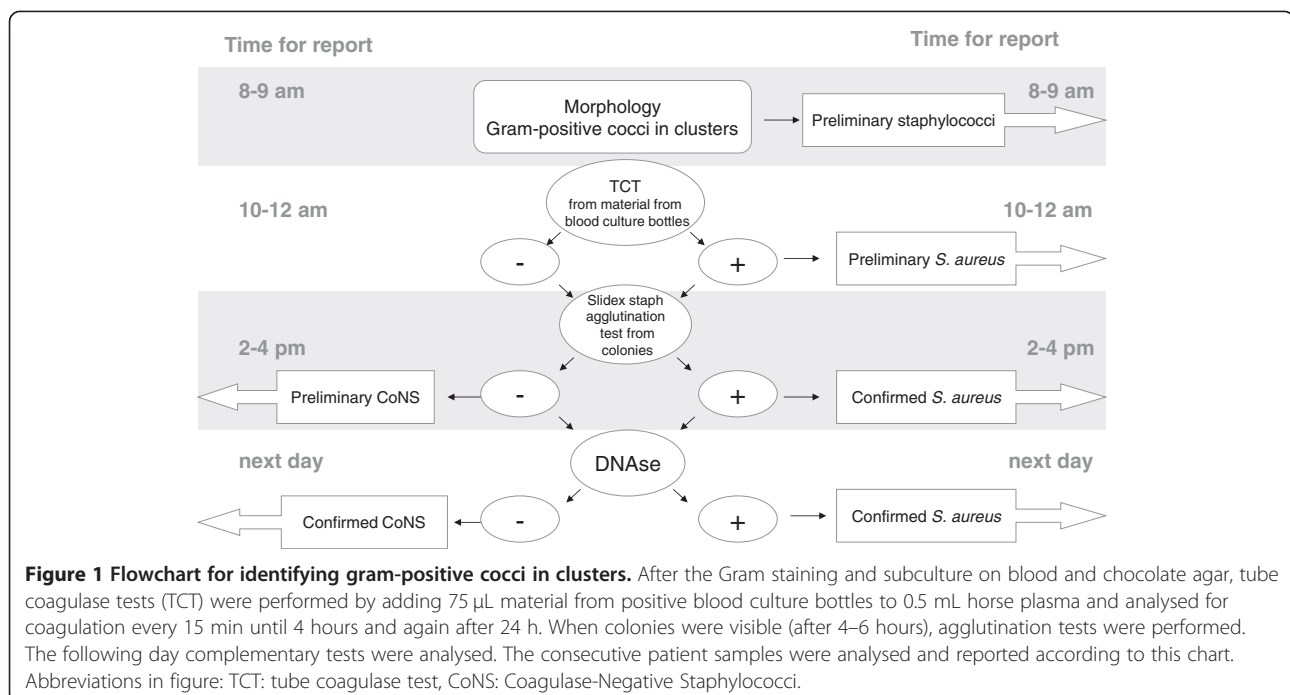 Time for report
Time for report
8-9 am
Morphology
Gram-positive cocci in clusters
Preliminary staphylococci
8-9 am
TCT
from material from
blood culture bottles
10-12 am
10-12 am
-
+
Preliminary S. aureus
Slidex staph
agglutination
test from
colonies
2-4 pm
2-4 pm
Preliminary CoNS
-
+
Confirmed S. aureus
next day
DNAse
next day
Confirmed CoNS
-
+
Confirmed S. aureus
Figure 1 Flowchart for identifying gram-positive cocci in clusters. After the Gram staining and subculture on blood and chocolate agar, tube
coagulase tests (TCT) were performed by adding 75 μL material from positive blood culture bottles to 0.5 mL horse plasma and analysed for
coagulation every 15 min until 4 hours and again after 24 h. When colonies were visible (after 4–6 hours), agglutination tests were performed.
The following day complementary tests were analysed. The consecutive patient samples were analysed and reported according to this chart.
Abbreviations in figure: TCT: tube coagulase test, CoNS: Coagulase-Negative Staphylococci.